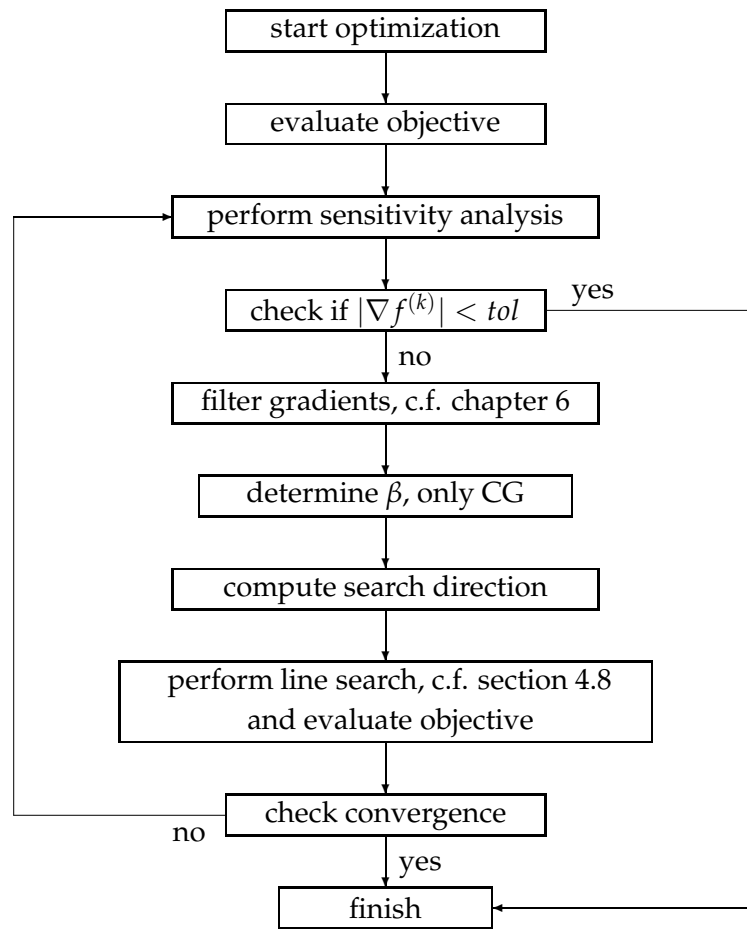 start optimization
evaluate objective
perform sensitivity analysis
check if |∇f^(k)| < tol
yes
no
filter gradients, c.f. chapter 6
determine β, only CG
compute search direction
perform line search, c.f. section 4.8
and evaluate objective
check convergence
no
yes
finish